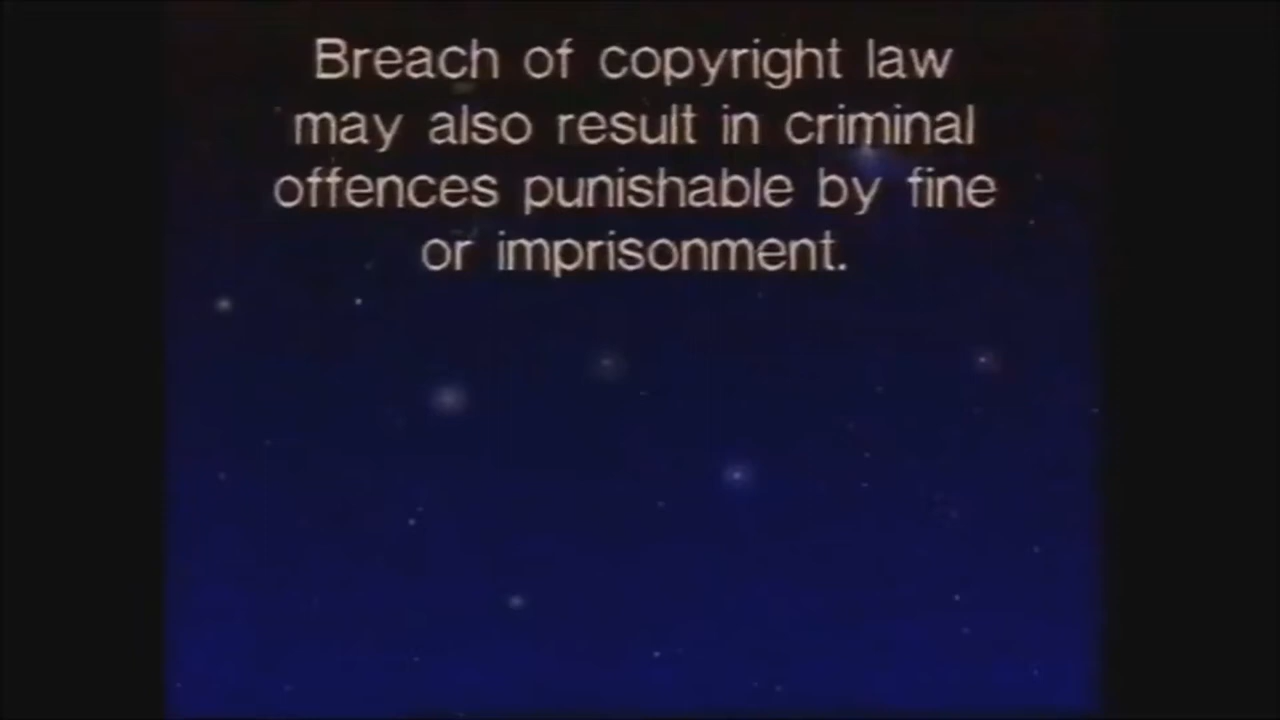 Breach of copyright law
may also result in criminal
offences punishable by fine
or imprisonment.